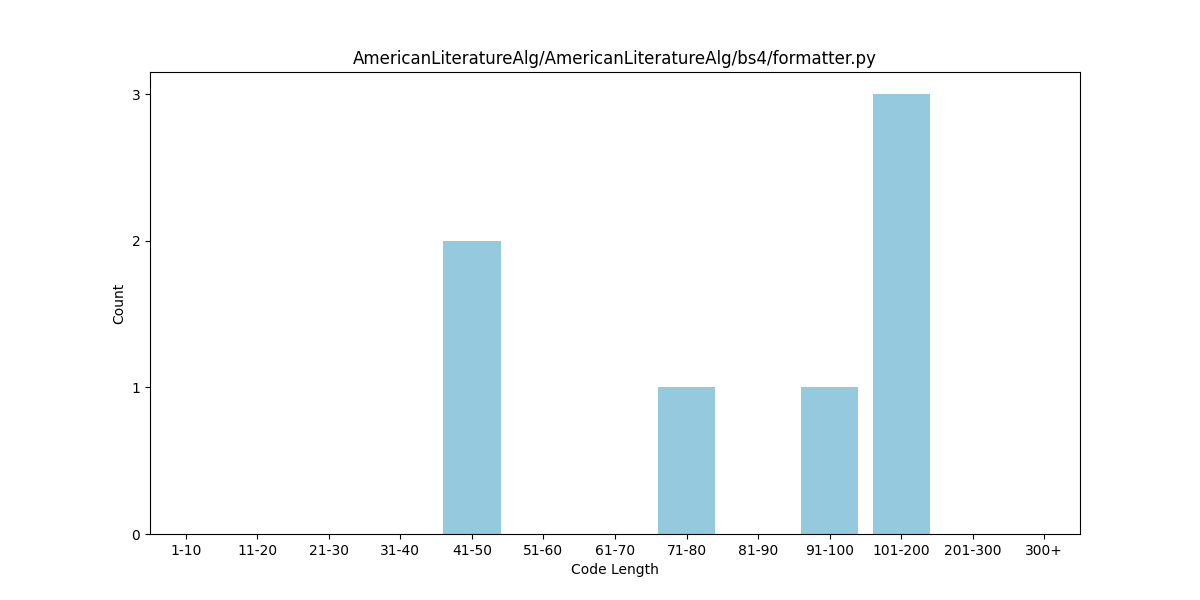 AmericanLiteratureAlg/AmericanLiteratureAlg/bs4/formatter.py
3
2
1
0
Count
1-10 11-20 21-30 31-40 41-50 51-60 61-70 71-80 81-90 91-100 101-200 201-300 300+
Code Length